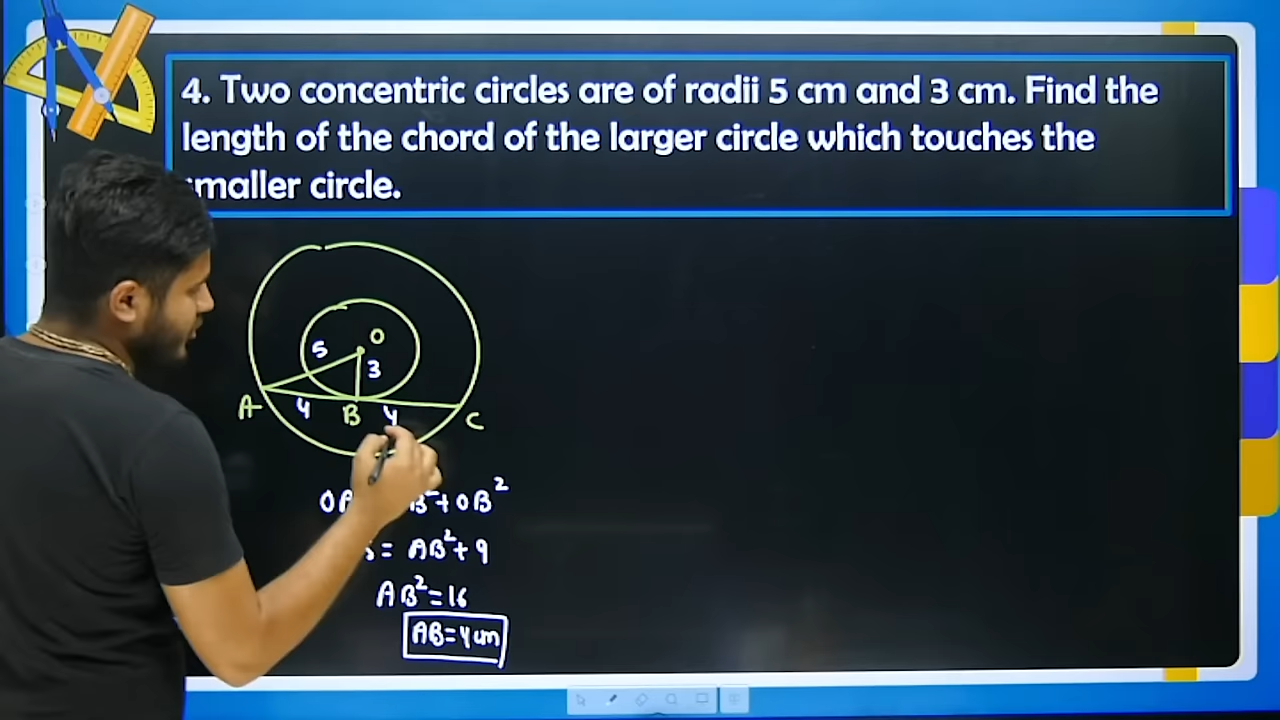 4. Two concentric circles are of radii 5 cm and 3 cm. Find the
length of the chord of the larger circle which touches the
smaller circle.
O
5
3
A 4 B 4 C
B²+OB²
= AB²+9
AB²=16
AB=4cm